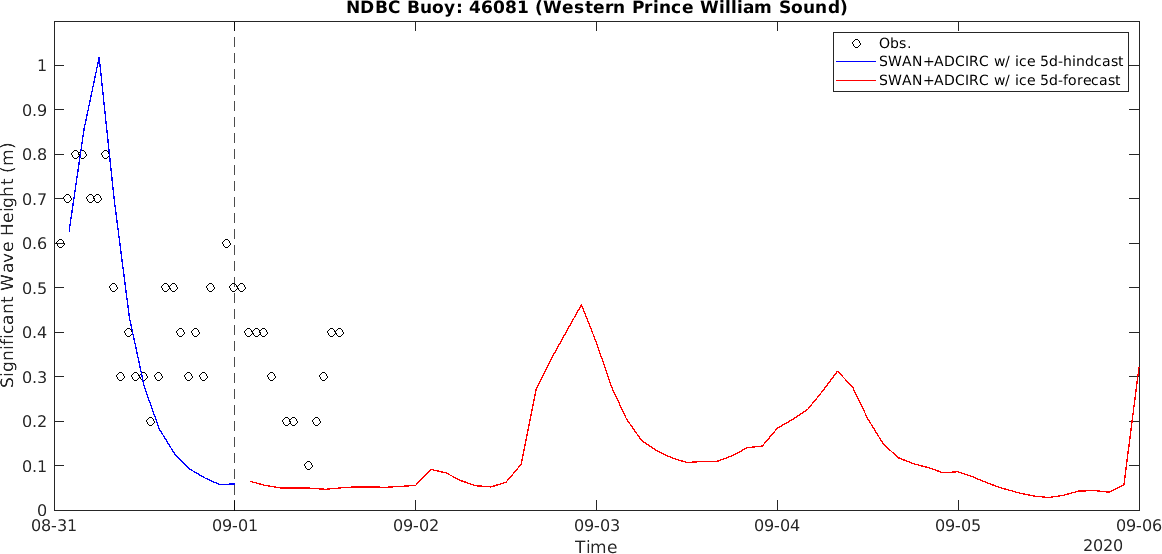 NDBC Buoy: 46081 (Western Prince William Sound)
Obs.
SWAN+ADCIRC w/ ice 5d-hindcast
SWAN+ADCIRC w/ ice 5d-forecast
Significant Wave Height (m)
1
0.9
0.8
0.7
0.6
0.5
0.4
0.3
0.2
0.1
0
08-31 09-01 09-02 09-03 09-04 09-05 09-06
Time
2020